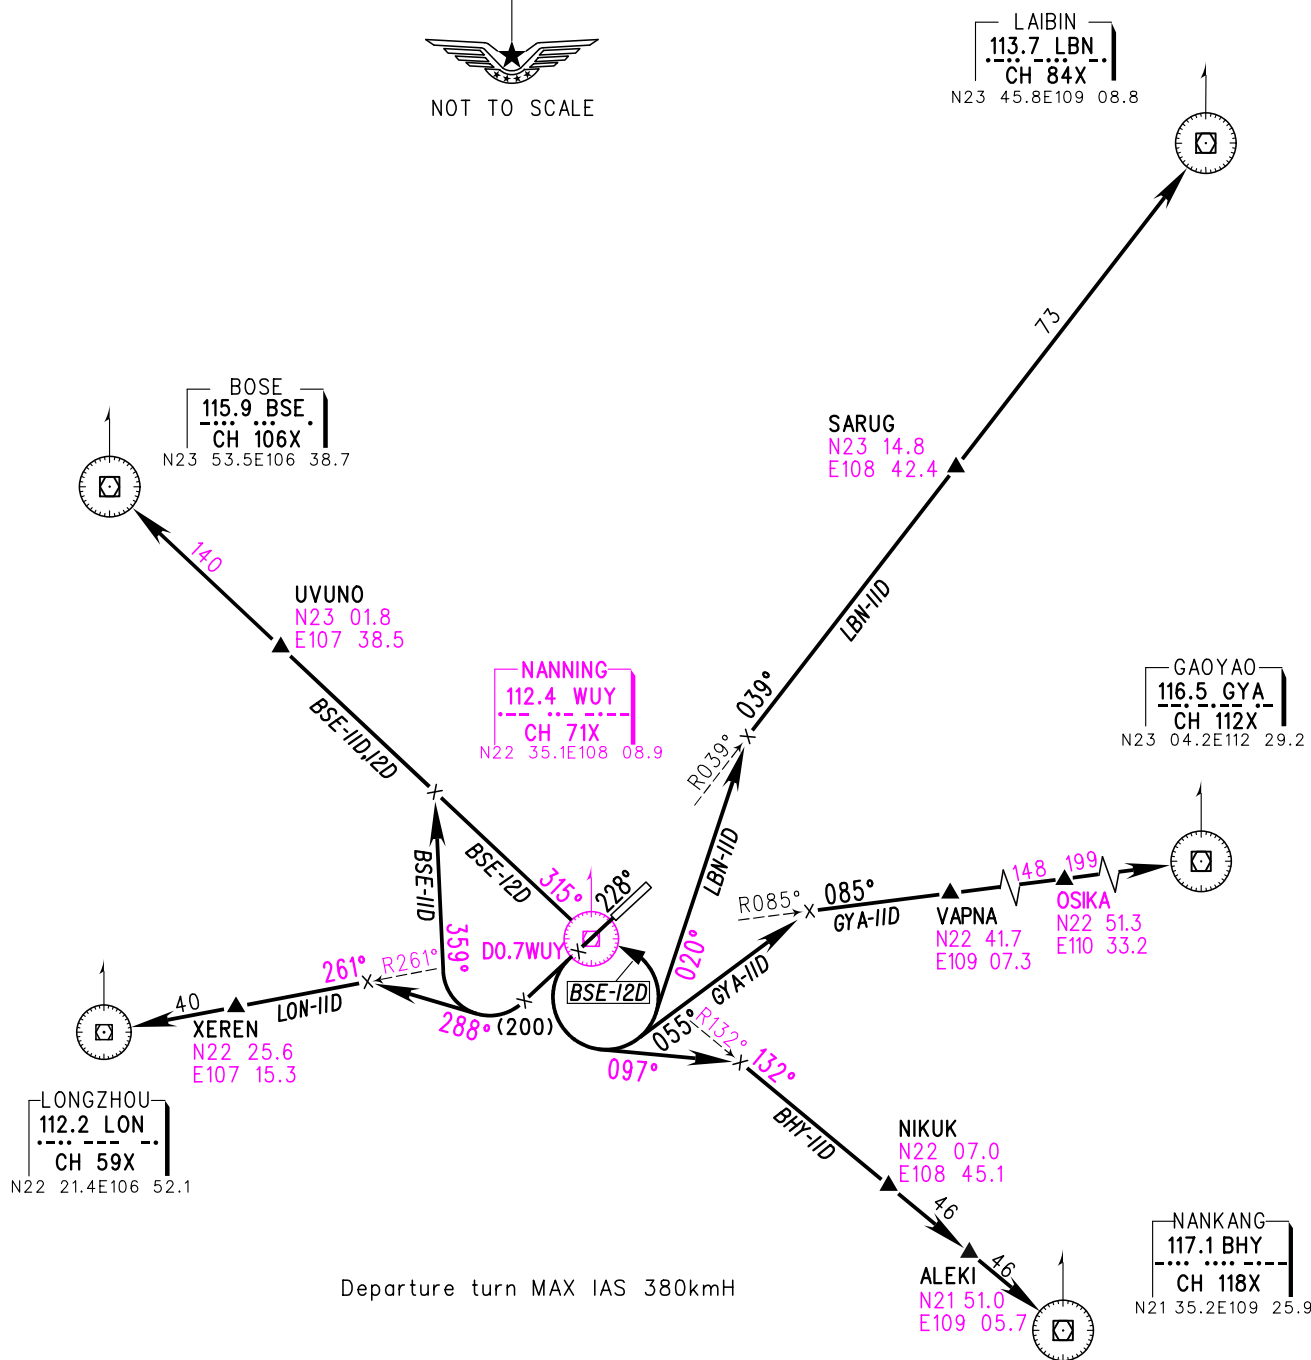 NOT TO SCALE
LAIBIN
113.7 LBN
CH 84X
N23 45.8E109 08.8
73
BOSE
115.9 BSE
CH 106X
N23 53.5E106 38.7
SARUG
N23 14.8
E108 42.4
140
UVUNO
N23 01.8
E107 38.5
LBN-11D
NANNING
112.4 WUY
CH 71X
N22 35.1E108 08.9
GAOYAO
116.5 GYA
CH 112X
N23 04.2E112 29.2
BSE-11D,12D
039°
R039°
BSE-11D
BSE-12D
LBN-11D
315°
228°
R085°
085°
GYA-11D
148
199
VAPNA
N22 41.7
E109 07.3
OSIKA
N22 51.3
E110 33.2
D0.7WUY
359°
020°
GYA-11D
261°
R261°
BSE-12D
40
LON-11D
XEREN
N22 25.6
E107 15.3
288°
(200)
055°
R132°
097°
132°
LONGZHOU
112.2 LON
CH 59X
N22 21.4E106 52.1
BHY-11D
NIKUK
N22 07.0
E108 45.1
46
46
ALEKI
N21 51.0
E109 05.7
NANKANG
117.1 BHY
CH 118X
N21 35.2E109 25.9
Departure turn MAX IAS 380kmH